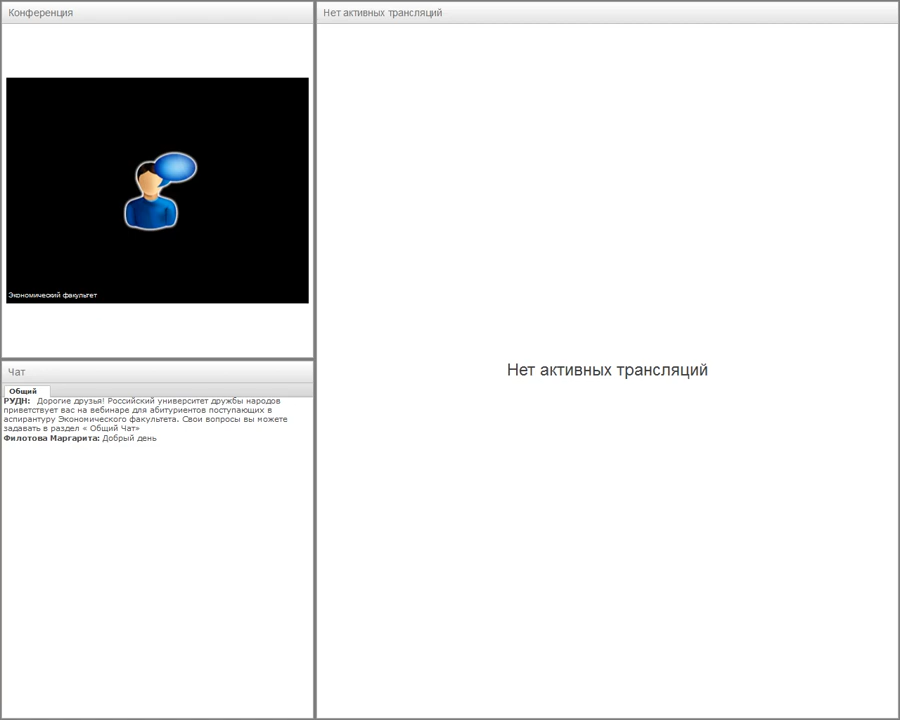 Конференция
Экономический факультет
Чат
Общий
РУДН: Дорогие друзья! Российский университет дружбы народов
приветствует вас на вебинаре для абитуриентов поступающих в
аспирантуру Экономического факультета. Свои вопросы вы можете
задавать в раздел « Общий Чат»
Филотова Маргарита: Добрый день
Нет активных трансляций
Нет активных трансляций